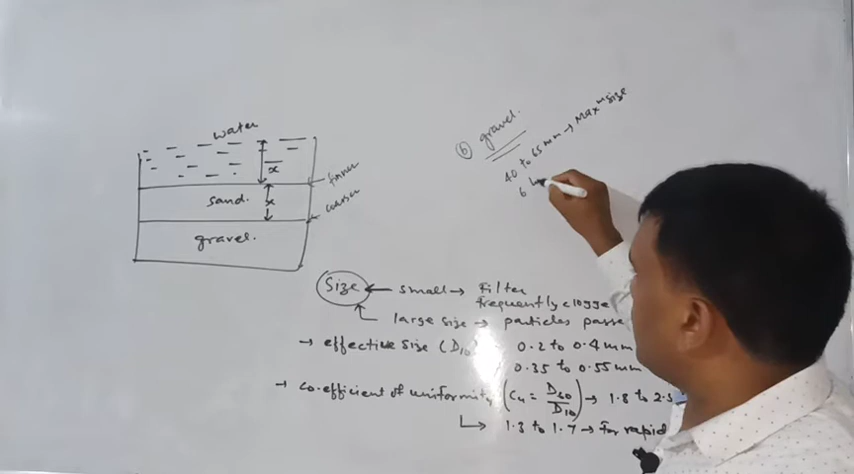 water
x
finer
sand.
x
coarser
gravel.
(b) gravel.
40 to 65 mm → Maxᵐ size
6
Size ← small → Filter
frequently clogge
large size → particles passe
→ effective size (D₁₀) 0.2 to 0.4 mm
0.35 to 0.55 mm
→ co-efficient of uniformity (Cᵤ = D₆₀/D₁₀) → 1.8 to 2.5
↳ 1.3 to 1.7 → for rapid